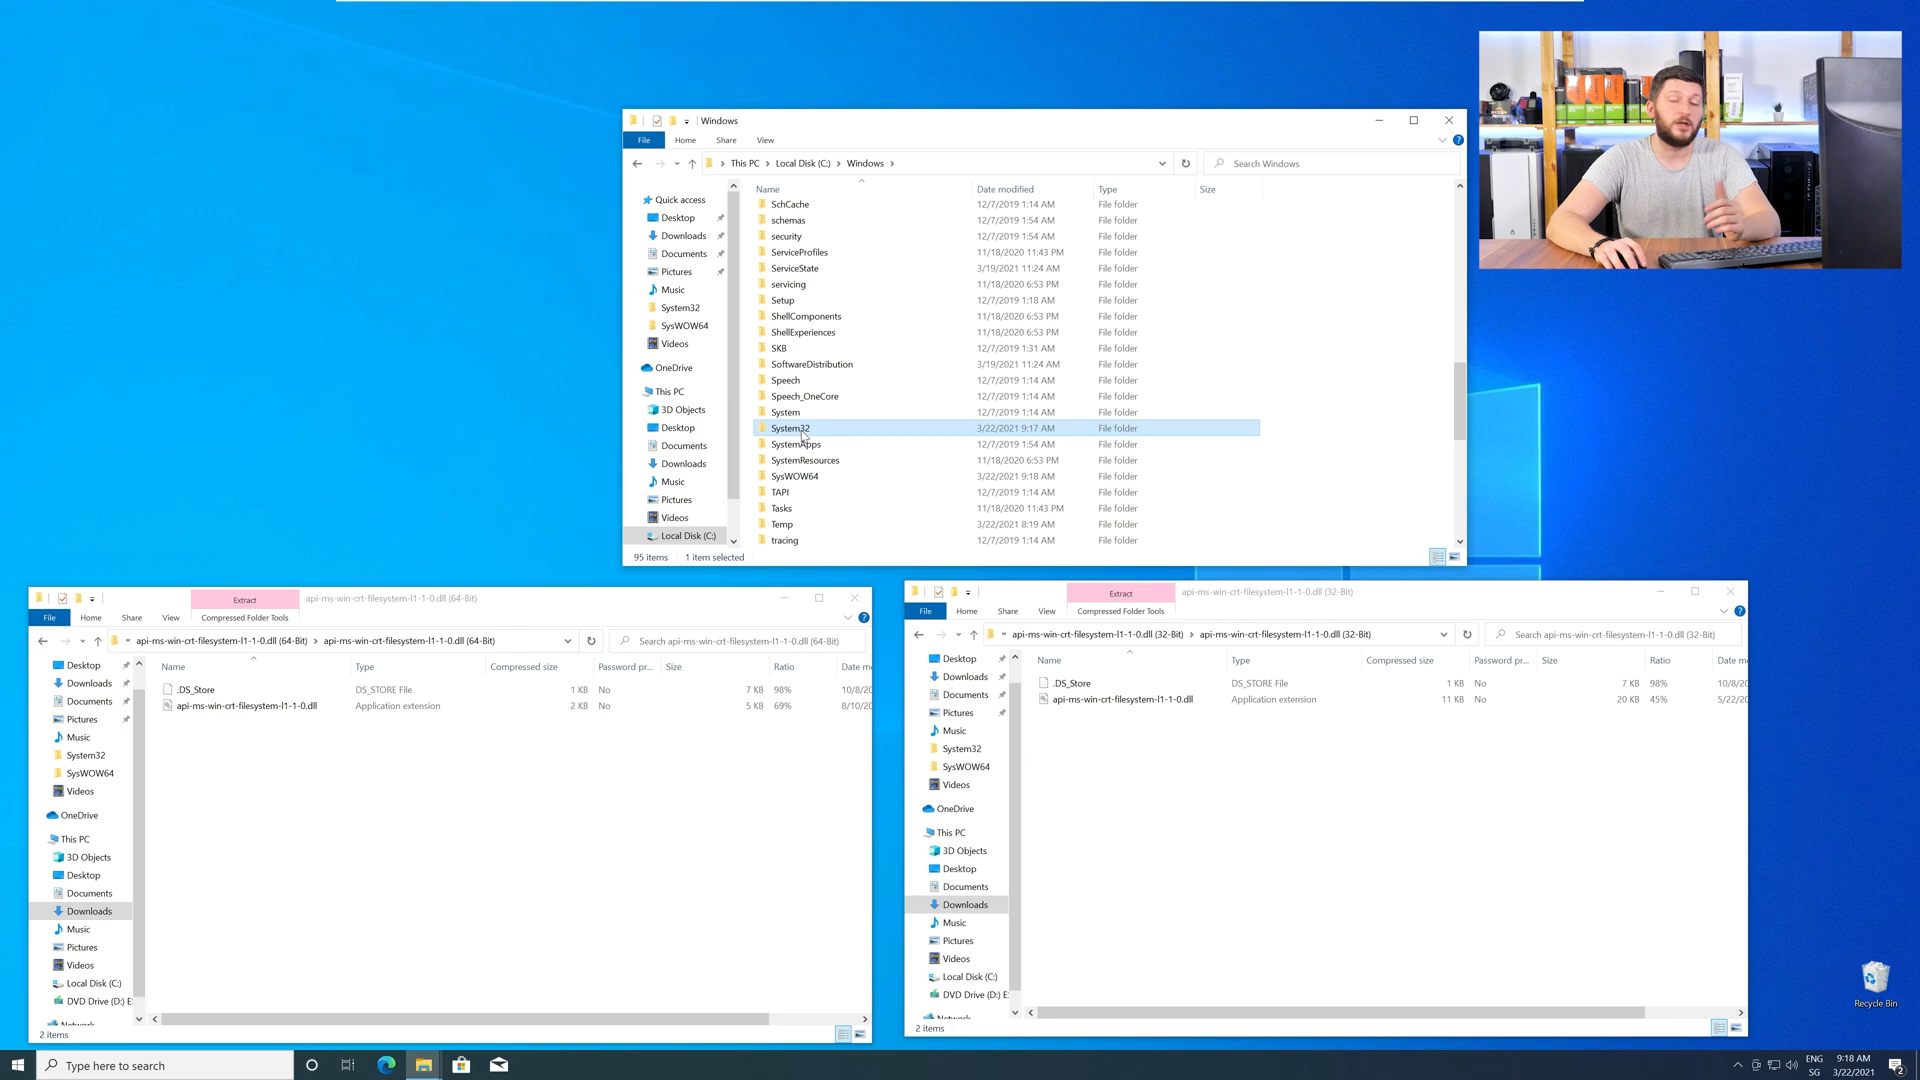 Windows
File Home Share View
This PC Local Disk (C:) Windows
Search Windows
Quick access
Desktop
Downloads
Documents
Pictures
Music
System32
SysWOW64
Videos
OneDrive
This PC
3D Objects
Desktop
Documents
Downloads
Music
Pictures
Videos
Local Disk (C:)
Name Date modified Type Size
SchCache 12/7/2019 1:14 AM File folder
schemas 12/7/2019 1:54 AM File folder
security 12/7/2019 1:54 AM File folder
ServiceProfiles 11/18/2020 11:43 PM File folder
ServiceState 3/19/2021 11:24 AM File folder
servicing 11/18/2020 6:53 PM File folder
Setup 12/7/2019 1:18 AM File folder
ShellComponents 11/18/2020 6:53 PM File folder
ShellExperiences 11/18/2020 6:53 PM File folder
SKB 12/7/2019 1:31 AM File folder
SoftwareDistribution 3/19/2021 11:24 AM File folder
Speech 12/7/2019 1:14 AM File folder
Speech_OneCore 12/7/2019 1:14 AM File folder
System 12/7/2019 1:14 AM File folder
System32 3/22/2021 9:17 AM File folder
SystemApps 12/7/2019 1:54 AM File folder
SystemResources 11/18/2020 6:53 PM File folder
SysWOW64 3/22/2021 9:18 AM File folder
TAPI 12/7/2019 1:14 AM File folder
Tasks 11/18/2020 11:43 PM File folder
Temp 3/22/2021 8:19 AM File folder
tracing 12/7/2019 1:14 AM File folder
95 items 1 item selected
Extract api-ms-win-crt-filesystem-l1-1-0.dll (64-Bit)
File Home Share View Compressed Folder Tools
« api-ms-win-crt-filesystem-l1-1-0.dll (64-Bit) api-ms-win-crt-filesystem-l1-1-0.dll (64-Bit)
Search api-ms-win-crt-filesystem-l1-1-0.dll (64-Bit)
Desktop
Downloads
Documents
Pictures
Music
System32
SysWOW64
Videos
OneDrive
This PC
3D Objects
Desktop
Documents
Downloads
Music
Pictures
Videos
Local Disk (C:)
DVD Drive (D:) E
Network
Name Type Compressed size Password pr... Size Ratio Date m
.DS_Store DS_STORE File 1 KB No 7 KB 98% 10/8/20
api-ms-win-crt-filesystem-l1-1-0.dll Application extension 2 KB No 5 KB 69% 8/10/20
2 items
Extract api-ms-win-crt-filesystem-l1-1-0.dll (32-Bit)
File Home Share View Compressed Folder Tools
« api-ms-win-crt-filesystem-l1-1-0.dll (32-Bit) api-ms-win-crt-filesystem-l1-1-0.dll (32-Bit)
Search api-ms-win-crt-filesystem-l1-1-0.dll (32-Bit)
Desktop
Downloads
Documents
Pictures
Music
System32
SysWOW64
Videos
OneDrive
This PC
3D Objects
Desktop
Documents
Downloads
Music
Pictures
Videos
Local Disk (C:)
DVD Drive (D:) E
Network
Name Type Compressed size Password pr... Size Ratio Date m
.DS_Store DS_STORE File 1 KB No 7 KB 98% 10/8/20
api-ms-win-crt-filesystem-l1-1-0.dll Application extension 11 KB No 20 KB 45% 5/22/20
2 items
Recycle Bin
Type here to search
ENG
SG
9:18 AM
3/22/2021
2